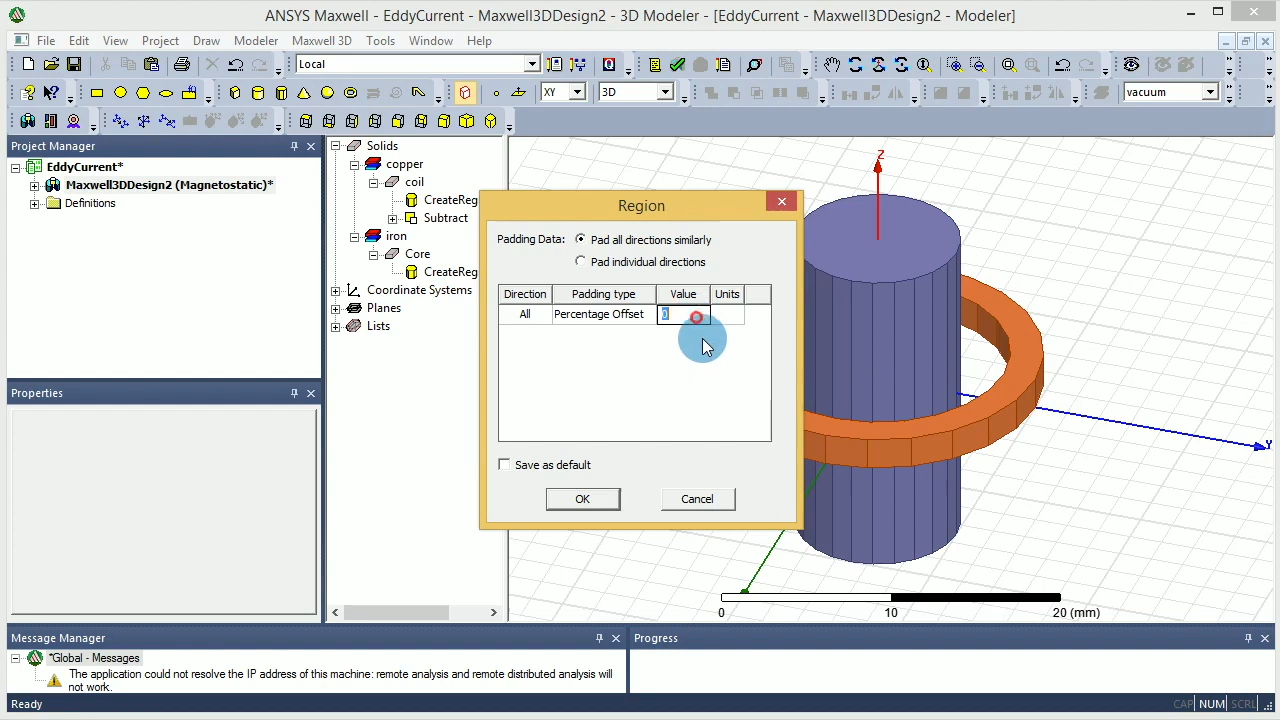 ANSYS Maxwell - EddyCurrent - Maxwell3DDesign2 - 3D Modeler - [EddyCurrent - Maxwell3DDesign2 - Modeler]
File Edit View Project Draw Modeler Maxwell 3D Tools Window Help
Local
XY 3D vacuum
Project Manager
EddyCurrent*
Maxwell3DDesign2 (Magnetostatic)*
Definitions
Solids
copper
coil
CreateReg
Subtract
iron
Core
CreateReg
Coordinate Systems
Planes
Lists
Region
Padding Data: Pad all directions similarly
Pad individual directions
Direction Padding type Value Units
All Percentage Offset 0
Save as default
OK Cancel
Z
Y
0 10 20 (mm)
Properties
Message Manager
*Global - Messages
The application could not resolve the IP address of this machine: remote analysis and remote distributed analysis will
not work.
Progress
Ready CAP NUM SCRL